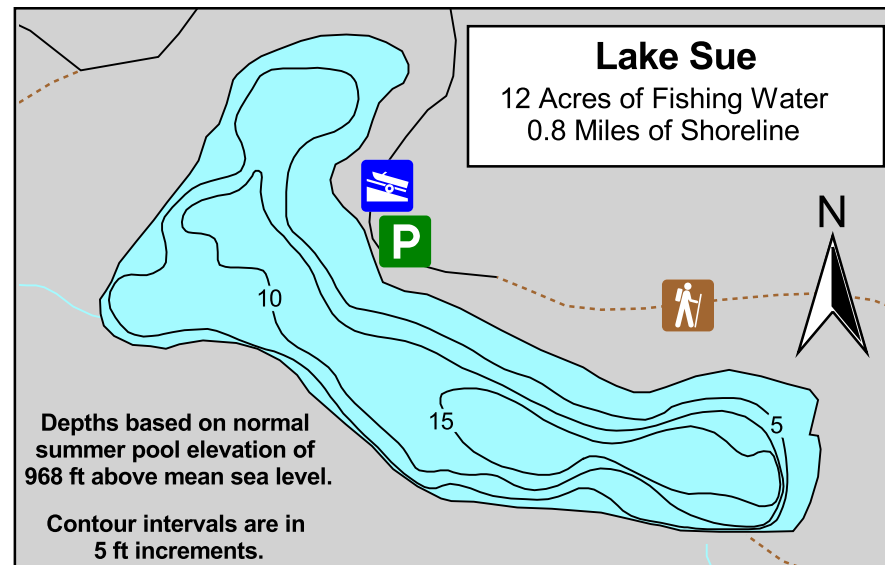 Lake Sue
12 Acres of Fishing Water
0.8 Miles of Shoreline
P
N
10
15
5
Depths based on normal
summer pool elevation of
968 ft above mean sea level.
Contour intervals are in
5 ft increments.